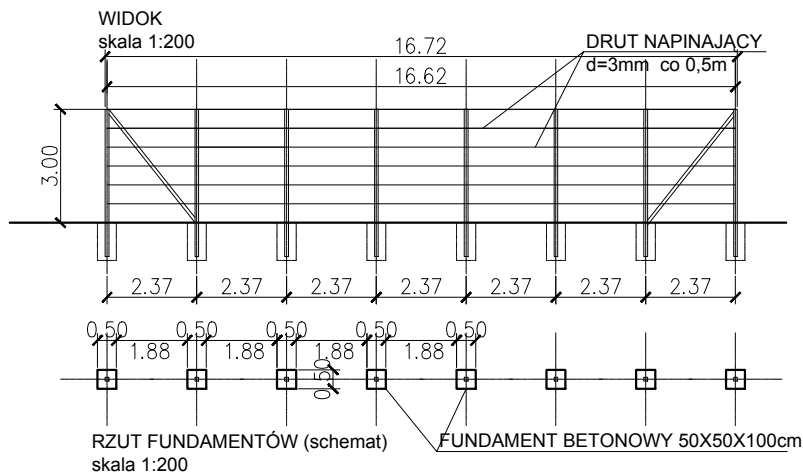 WIDOK
skala 1:200
16.72
DRUT NAPINAJĄCY
d=3mm co 0,5m
16.62
3.00
2.37 2.37 2.37 2.37 2.37 2.37 2.37
0.50 0.50 0.50 0.50 0.50
1.88 1.88 1.88 1.88
0.50
RZUT FUNDAMENTÓW (schemat)
skala 1:200
FUNDAMENT BETONOWY 50X50X100cm